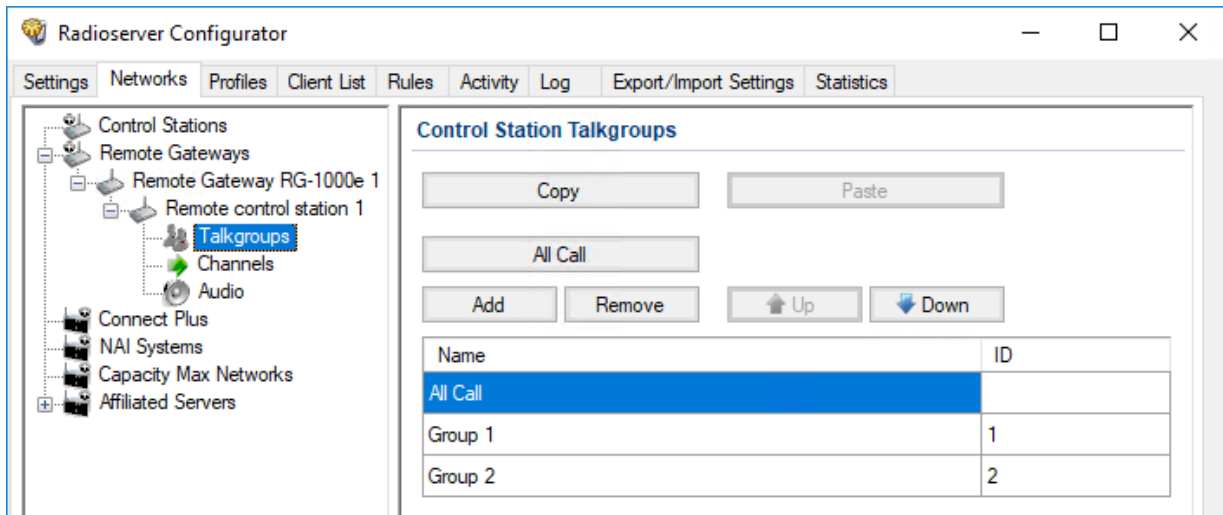 Radioserver Configurator
Settings Networks Profiles Client List Rules Activity Log Export/Import Settings Statistics
Control Stations
Remote Gateways
Remote Gateway RG-1000e 1
Remote control station 1
Talkgroups
Channels
Audio
Connect Plus
NAI Systems
Capacity Max Networks
Affiliated Servers
Control Station Talkgroups
Copy Paste
All Call
Add Remove Up Down
Name ID
All Call
Group 1 1
Group 2 2